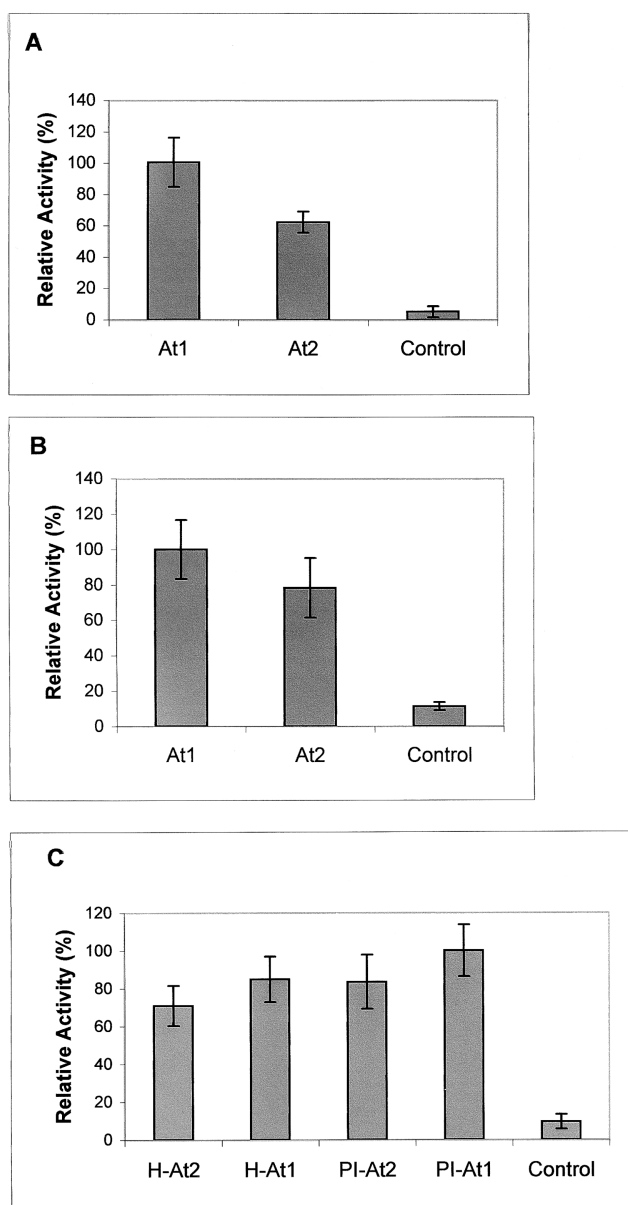 A
Relative Activity (%)
140
120
100
80
60
40
20
0
At1 At2 Control
B
Relative Activity (%)
140
120
100
80
60
40
20
0
At1 At2 Control
C
Relative Activity (%)
120
100
80
60
40
20
0
H-At2 H-At1 PI-At2 PI-At1 Control